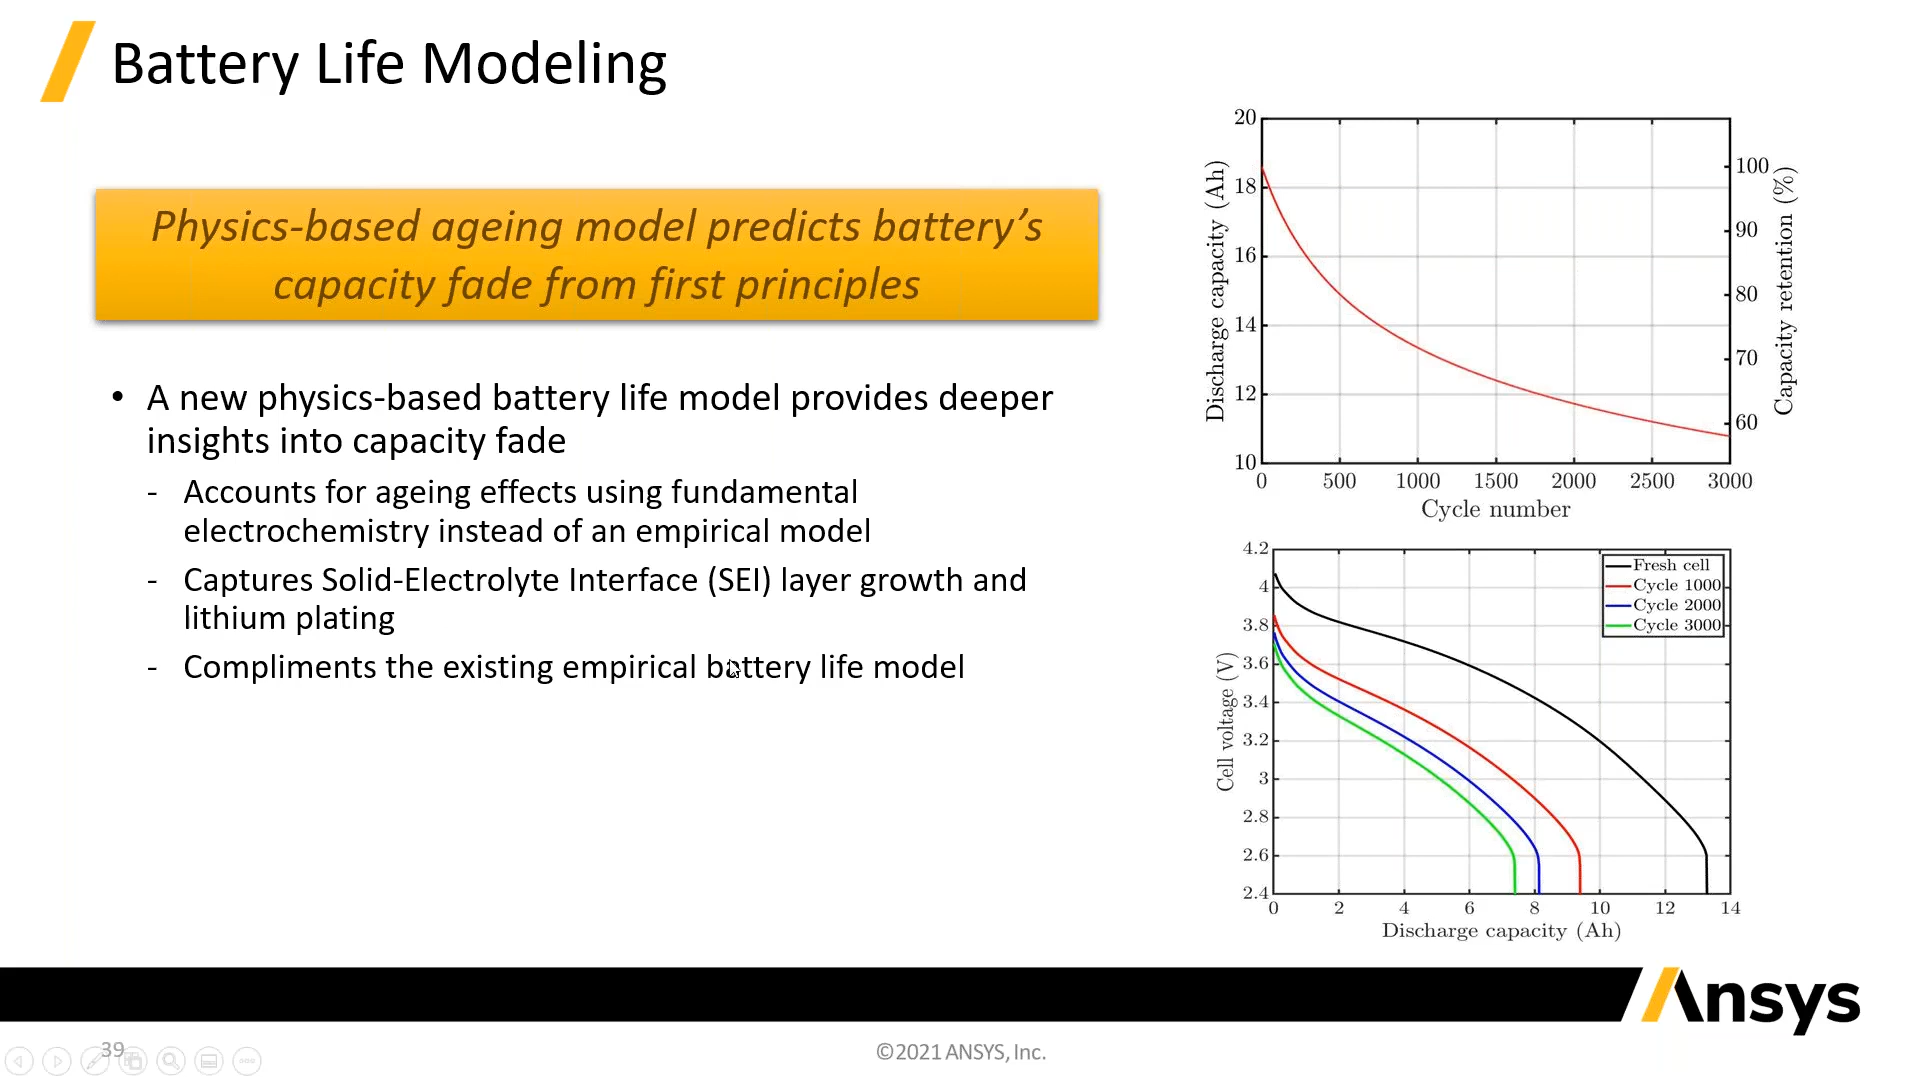 Battery Life Modeling
Physics-based ageing model predicts battery’s
capacity fade from first principles
• A new physics-based battery life model provides deeper
insights into capacity fade
- Accounts for ageing effects using fundamental
electrochemistry instead of an empirical model
- Captures Solid-Electrolyte Interface (SEI) layer growth and
lithium plating
- Compliments the existing empirical battery life model
20
18
16
14
12
10
Discharge capacity (Ah)
100
90
80
70
60
Capacity retention (%)
0 500 1000 1500 2000 2500 3000
Cycle number
4.2
4
3.8
3.6
3.4
3.2
3
2.8
2.6
2.4
Cell voltage (V)
Fresh cell
Cycle 1000
Cycle 2000
Cycle 3000
0 2 4 6 8 10 12 14
Discharge capacity (Ah)
Ansys
39
©2021 ANSYS, Inc.